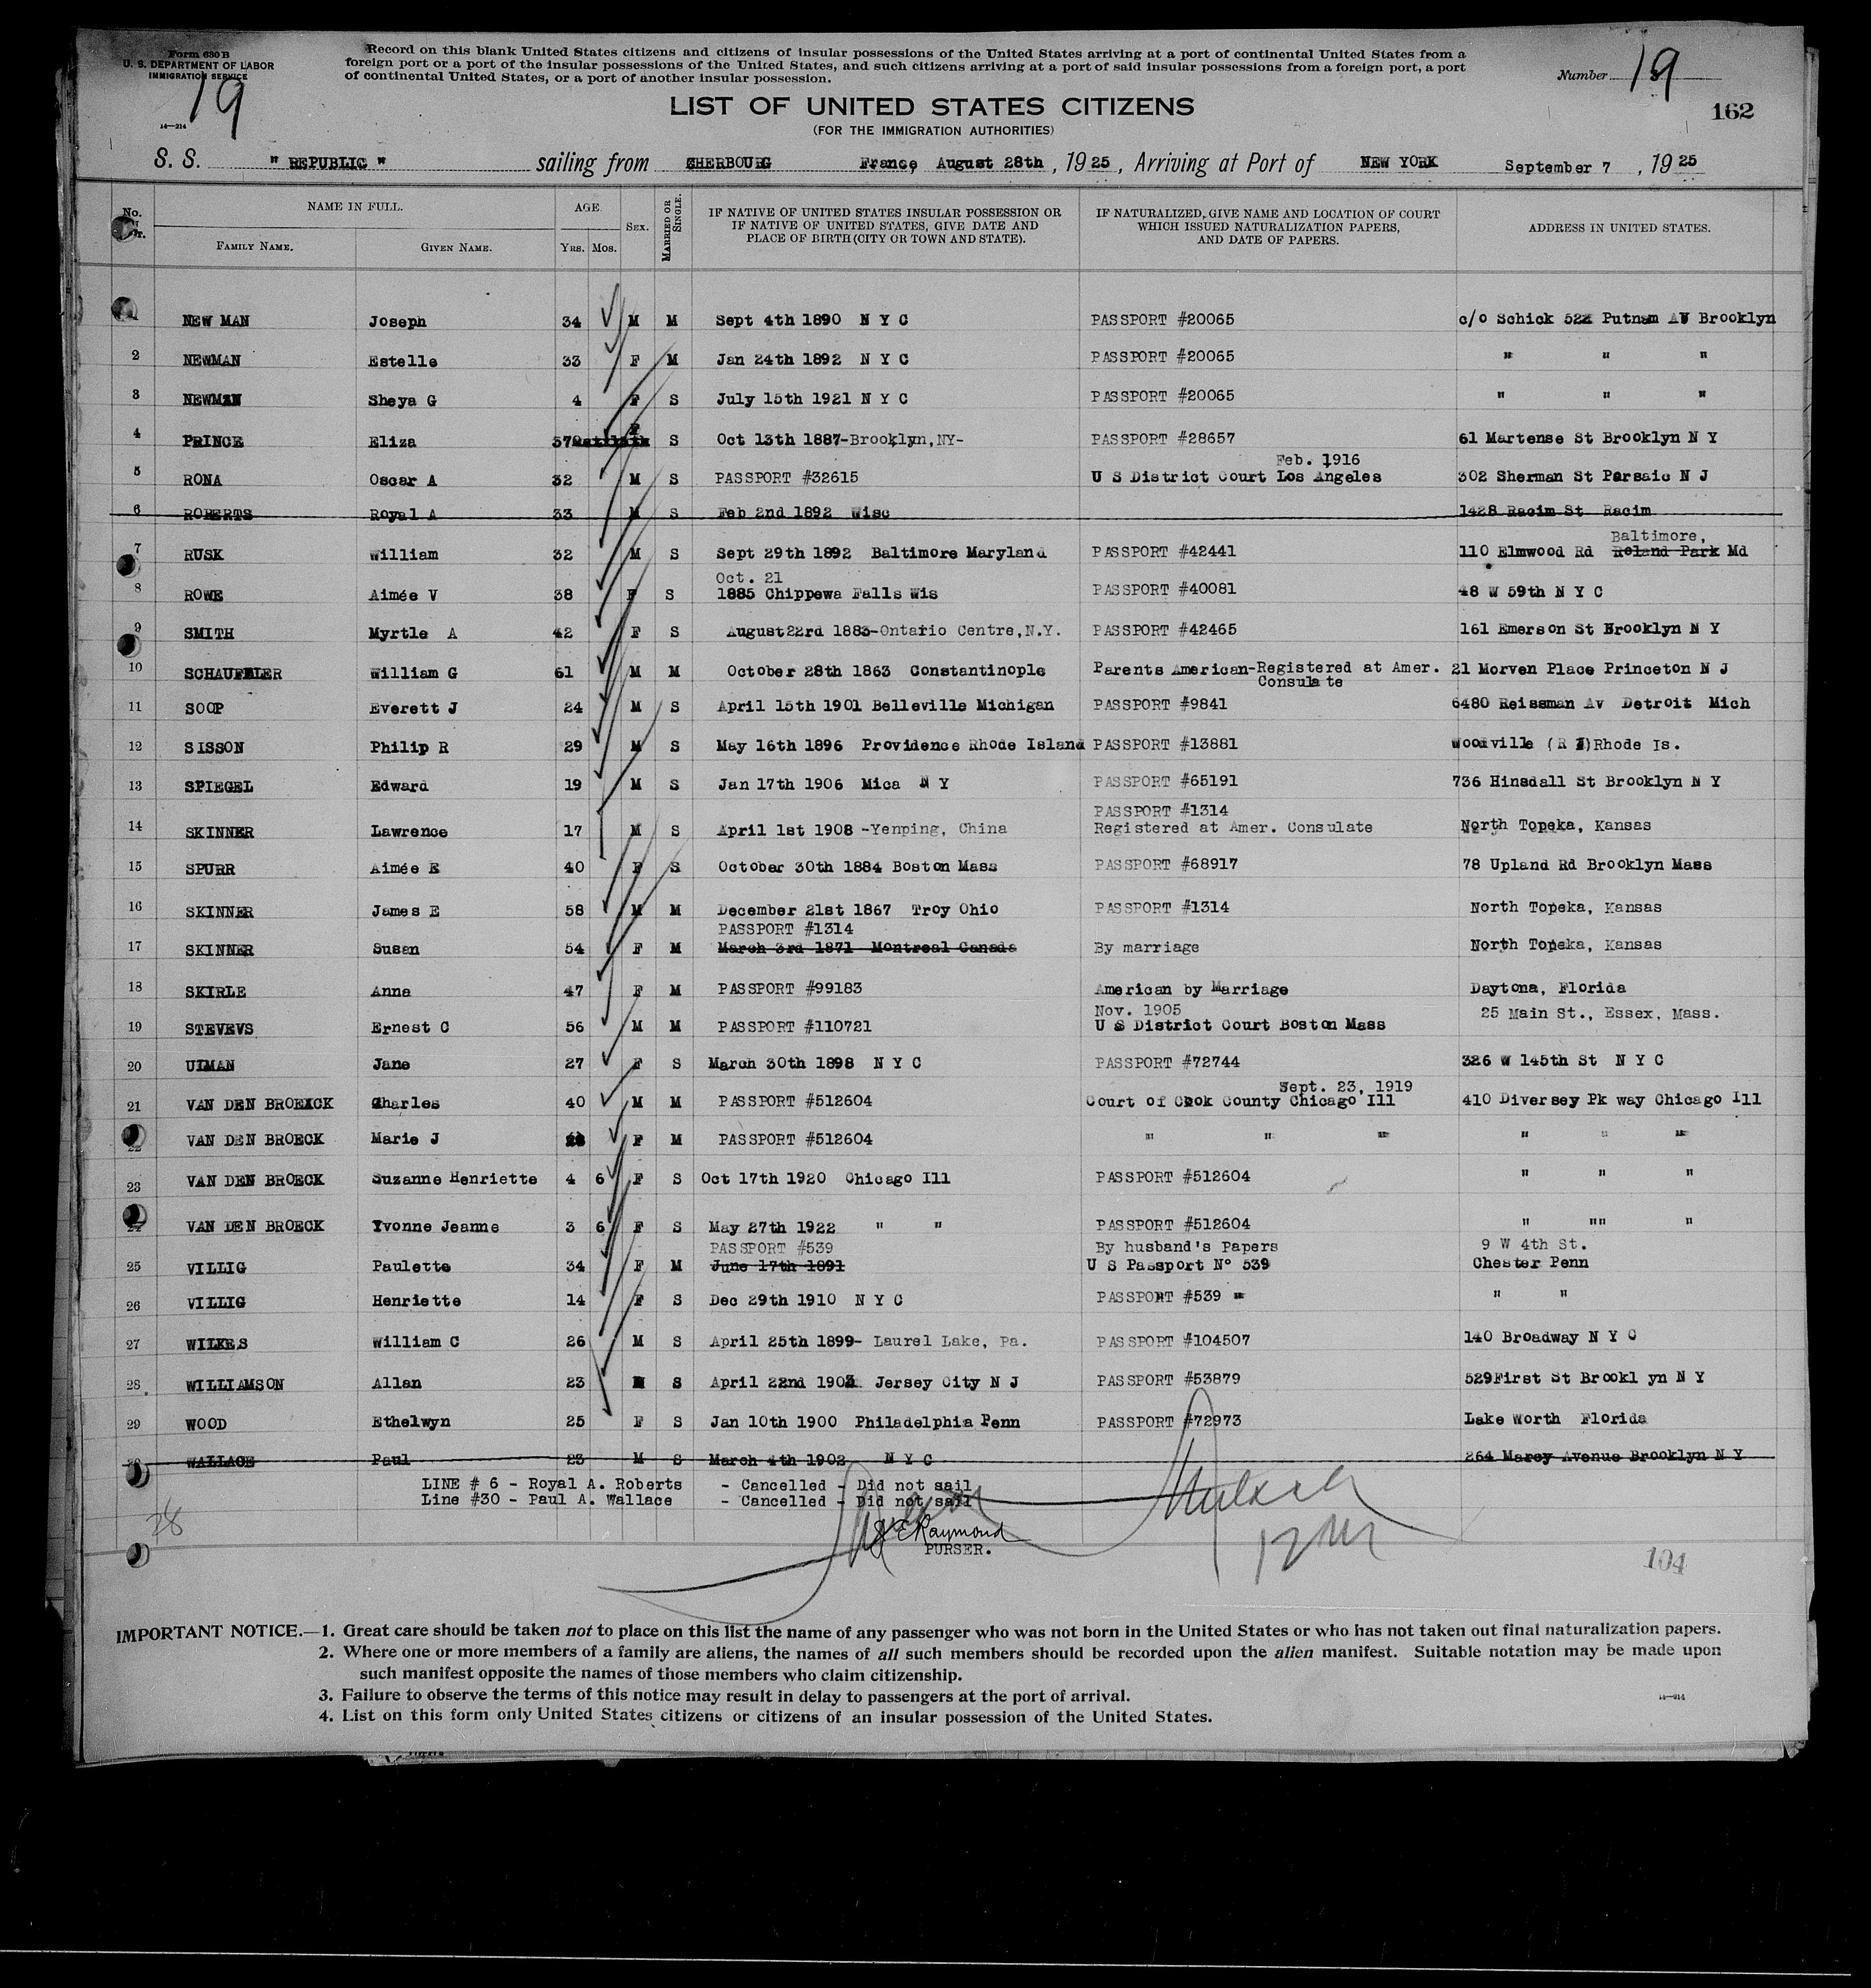 Form 630 B
U. S. DEPARTMENT OF LABOR
IMMIGRATION SERVICE
19
14—214
Record on this blank United States citizens and citizens of insular possessions of the United States arriving at a port of continental United States from a
foreign port or a port of the insular possessions of the United States, and such citizens arriving at a port of said insular possessions from a foreign port, a port
of continental United States, or a port of another insular possession.
Number 19
162
LIST OF UNITED STATES CITIZENS
(FOR THE IMMIGRATION AUTHORITIES)
S. S. " REPUBLIC " sailing from CHERBOURG France, August 28th , 1925 , Arriving at Port of NEW YORK September 7 , 1925
No. NAME IN FULL. AGE. SEX. MARRIED OR SINGLE. IF NATIVE OF UNITED STATES INSULAR POSSESSION OR IF NATIVE OF UNITED STATES, GIVE DATE AND PLACE OF BIRTH (CITY OR TOWN AND STATE). IF NATURALIZED, GIVE NAME AND LOCATION OF COURT WHICH ISSUED NATURALIZATION PAPERS, AND DATE OF PAPERS. ADDRESS IN UNITED STATES.
FAMILY NAME. GIVEN NAME. YRS. MOS.
NEW MAN Joseph 34 M M Sept 4th 1890 N Y C PASSPORT #20065 c/o Schick 522 Putnam AV Brooklyn
2 NEWMAN Estelle 33 F M Jan 24th 1892 N Y C PASSPORT #20065 " " "
3 NEWMAN Sheya G 4 F S July 15th 1921 N Y C PASSPORT #20065 " " "
4 PRINCE Eliza 37 F S Oct 13th 1887-Brooklyn,NY- PASSPORT #28657 61 Martense St Brooklyn N Y
Feb. 1916
5 RONA Oscar A 32 M S PASSPORT #32615 U S District Court Los Angeles 302 Sherman St Parsaic N J
6 ROBERTS Royal A 33 M S Feb 2nd 1892 Wisc 1428 Racim St Racim
Baltimore,
7 RUSK William 32 M S Sept 29th 1892 Baltimore Maryland PASSPORT #42441 110 Elmwood Rd Roland Park Md
Oct. 21
8 ROWE Aimée V 38 F S 1885 Chippewa Falls Wis PASSPORT #40081 48 W 59th N Y C
9 SMITH Myrtle A 42 F S August22rd 1883-Ontario Centre,N.Y. PASSPORT #42465 161 Emerson St Brooklyn N Y
10 SCHAUFFLER William G 61 M M October 28th 1863 Constantinople Parents American-Registered at Amer. 21 Morven Place Princeton N J
Consulate
11 SOOP Everett J 24 M S April 15th 1901 Belleville Michigan PASSPORT #9841 6480 Reissman Av Detroit Mich
12 SISSON Philip R 29 M S May 16th 1896 Providence Rhode Island PASSPORT #13881 Woodville (R I)Rhode Is.
13 SPIEGEL Edward 19 M S Jan 17th 1906 Mica N Y PASSPORT #65191 736 Hinsdall St Brooklyn N Y
PASSPORT #1314
14 SKINNER Lawrence 17 M S April 1st 1908 -Yenping, China Registered at Amer. Consulate North Topeka, Kansas
15 SPURR Aimée E 40 F S October 30th 1884 Boston Mass PASSPORT #68917 78 Upland Rd Brooklyn Mass
16 SKINNER James E 58 M M December 21st 1867 Troy Ohio PASSPORT #1314 North Topeka, Kansas
PASSPORT #1314
17 SKINNER Susan 54 F M March 3rd 1871 Montreal Canada By marriage North Topeka, Kansas
18 SKIRLE Anna 47 F M PASSPORT #99183 American by Marriage Daytona, Florida
Nov. 1905
19 STEVEVS Ernest C 56 M M PASSPORT #110721 U S District Court Boston Mass 25 Main St., Essex, Mass.
20 ULMAN Jane 27 F S March 30th 1898 N Y C PASSPORT #72744 326 W 145th St N Y C
Sept. 23, 1919
21 VAN DEN BROECK Charles 40 M M PASSPORT #512604 Court of Cook County Chicago Ill 410 Diversey Pk way Chicago Ill
22 VAN DEN BROECK Marie J F M PASSPORT #512604 " " " " " "
23 VAN DEN BROECK Suzanne Henriette 4 6 F S Oct 17th 1920 Chicago Ill PASSPORT #512604 " " "
24 VAN DEN BROECK Yvonne Jeanne 3 6 F S May 27th 1922 " " PASSPORT #512604 " "" "
PASSPORT #539 By husband's Papers 9 W 4th St.
25 VILLIG Paulette 34 F M June 17th 1891 U S Passport N° 539 Chester Penn
26 VILLIG Henriette 14 F S Dec 29th 1910 N Y C PASSPORT #539 " " "
27 WILKES William C 26 M S April 25th 1899- Laurel Lake, Pa. PASSPORT #104507 140 Broadway N Y C
28 WILLIAMSON Allan 23 M S April 22nd 1902 Jersey City N J PASSPORT #53879 529First St Brookl yn N Y
29 WOOD Ethelwyn 25 F S Jan 10th 1900 Philadelphia Penn PASSPORT #72973 Lake Worth Florida
30 WALLACE Paul 23 M S March 4th 1902 N Y C 264 Marcy Avenue Brooklyn N Y
LINE # 6 - Royal A. Roberts - Cancelled - Did not sail
Line #30 - Paul A. Wallace - Cancelled - Did not sail
28
Raymond
PURSER.
104
IMPORTANT NOTICE.—1. Great care should be taken not to place on this list the name of any passenger who was not born in the United States or who has not taken out final naturalization papers.
2. Where one or more members of a family are aliens, the names of all such members should be recorded upon the alien manifest. Suitable notation may be made upon
such manifest opposite the names of those members who claim citizenship.
3. Failure to observe the terms of this notice may result in delay to passengers at the port of arrival.
14—214
4. List on this form only United States citizens or citizens of an insular possession of the United States.